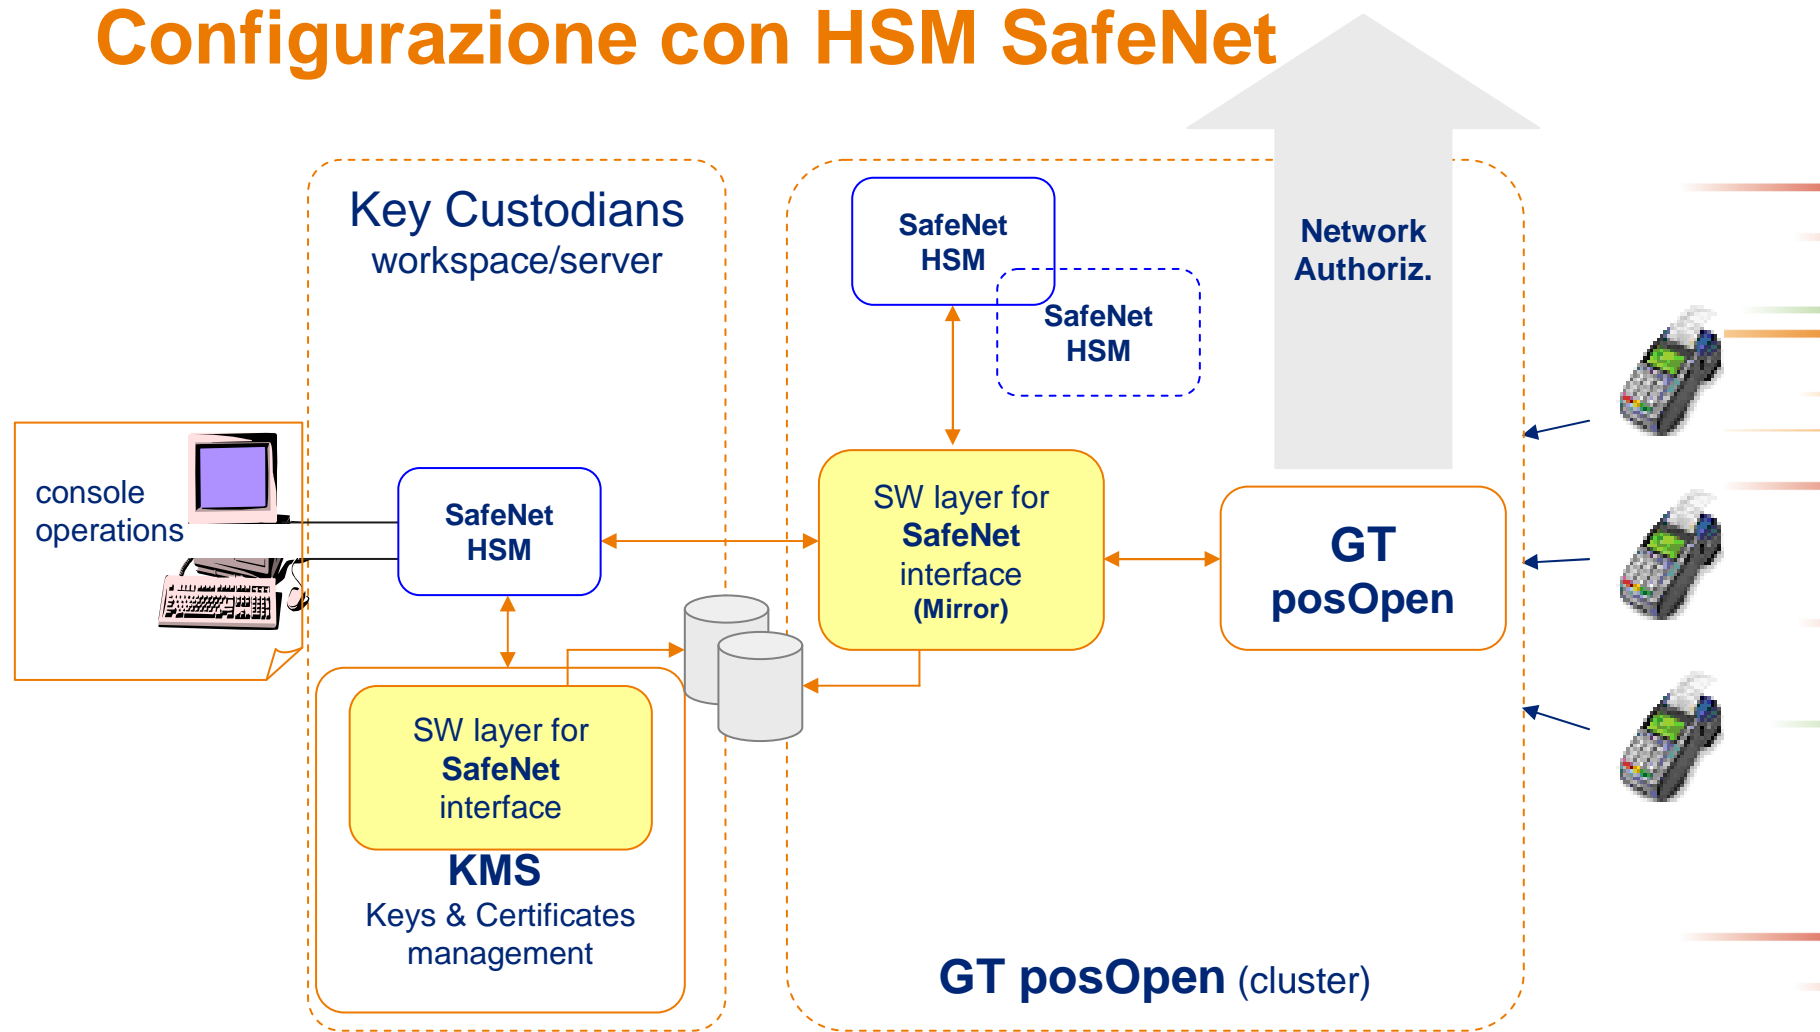 Configurazione con HSM SafeNet
Key Custodians
workspace/server
SafeNet
HSM
SafeNet
HSM
Network
Authoriz.
console
operations
SafeNet
HSM
SW layer for
SafeNet
interface
(Mirror)
GT
posOpen
SW layer for
SafeNet
interface
KMS
Keys & Certificates
management
GT posOpen (cluster)